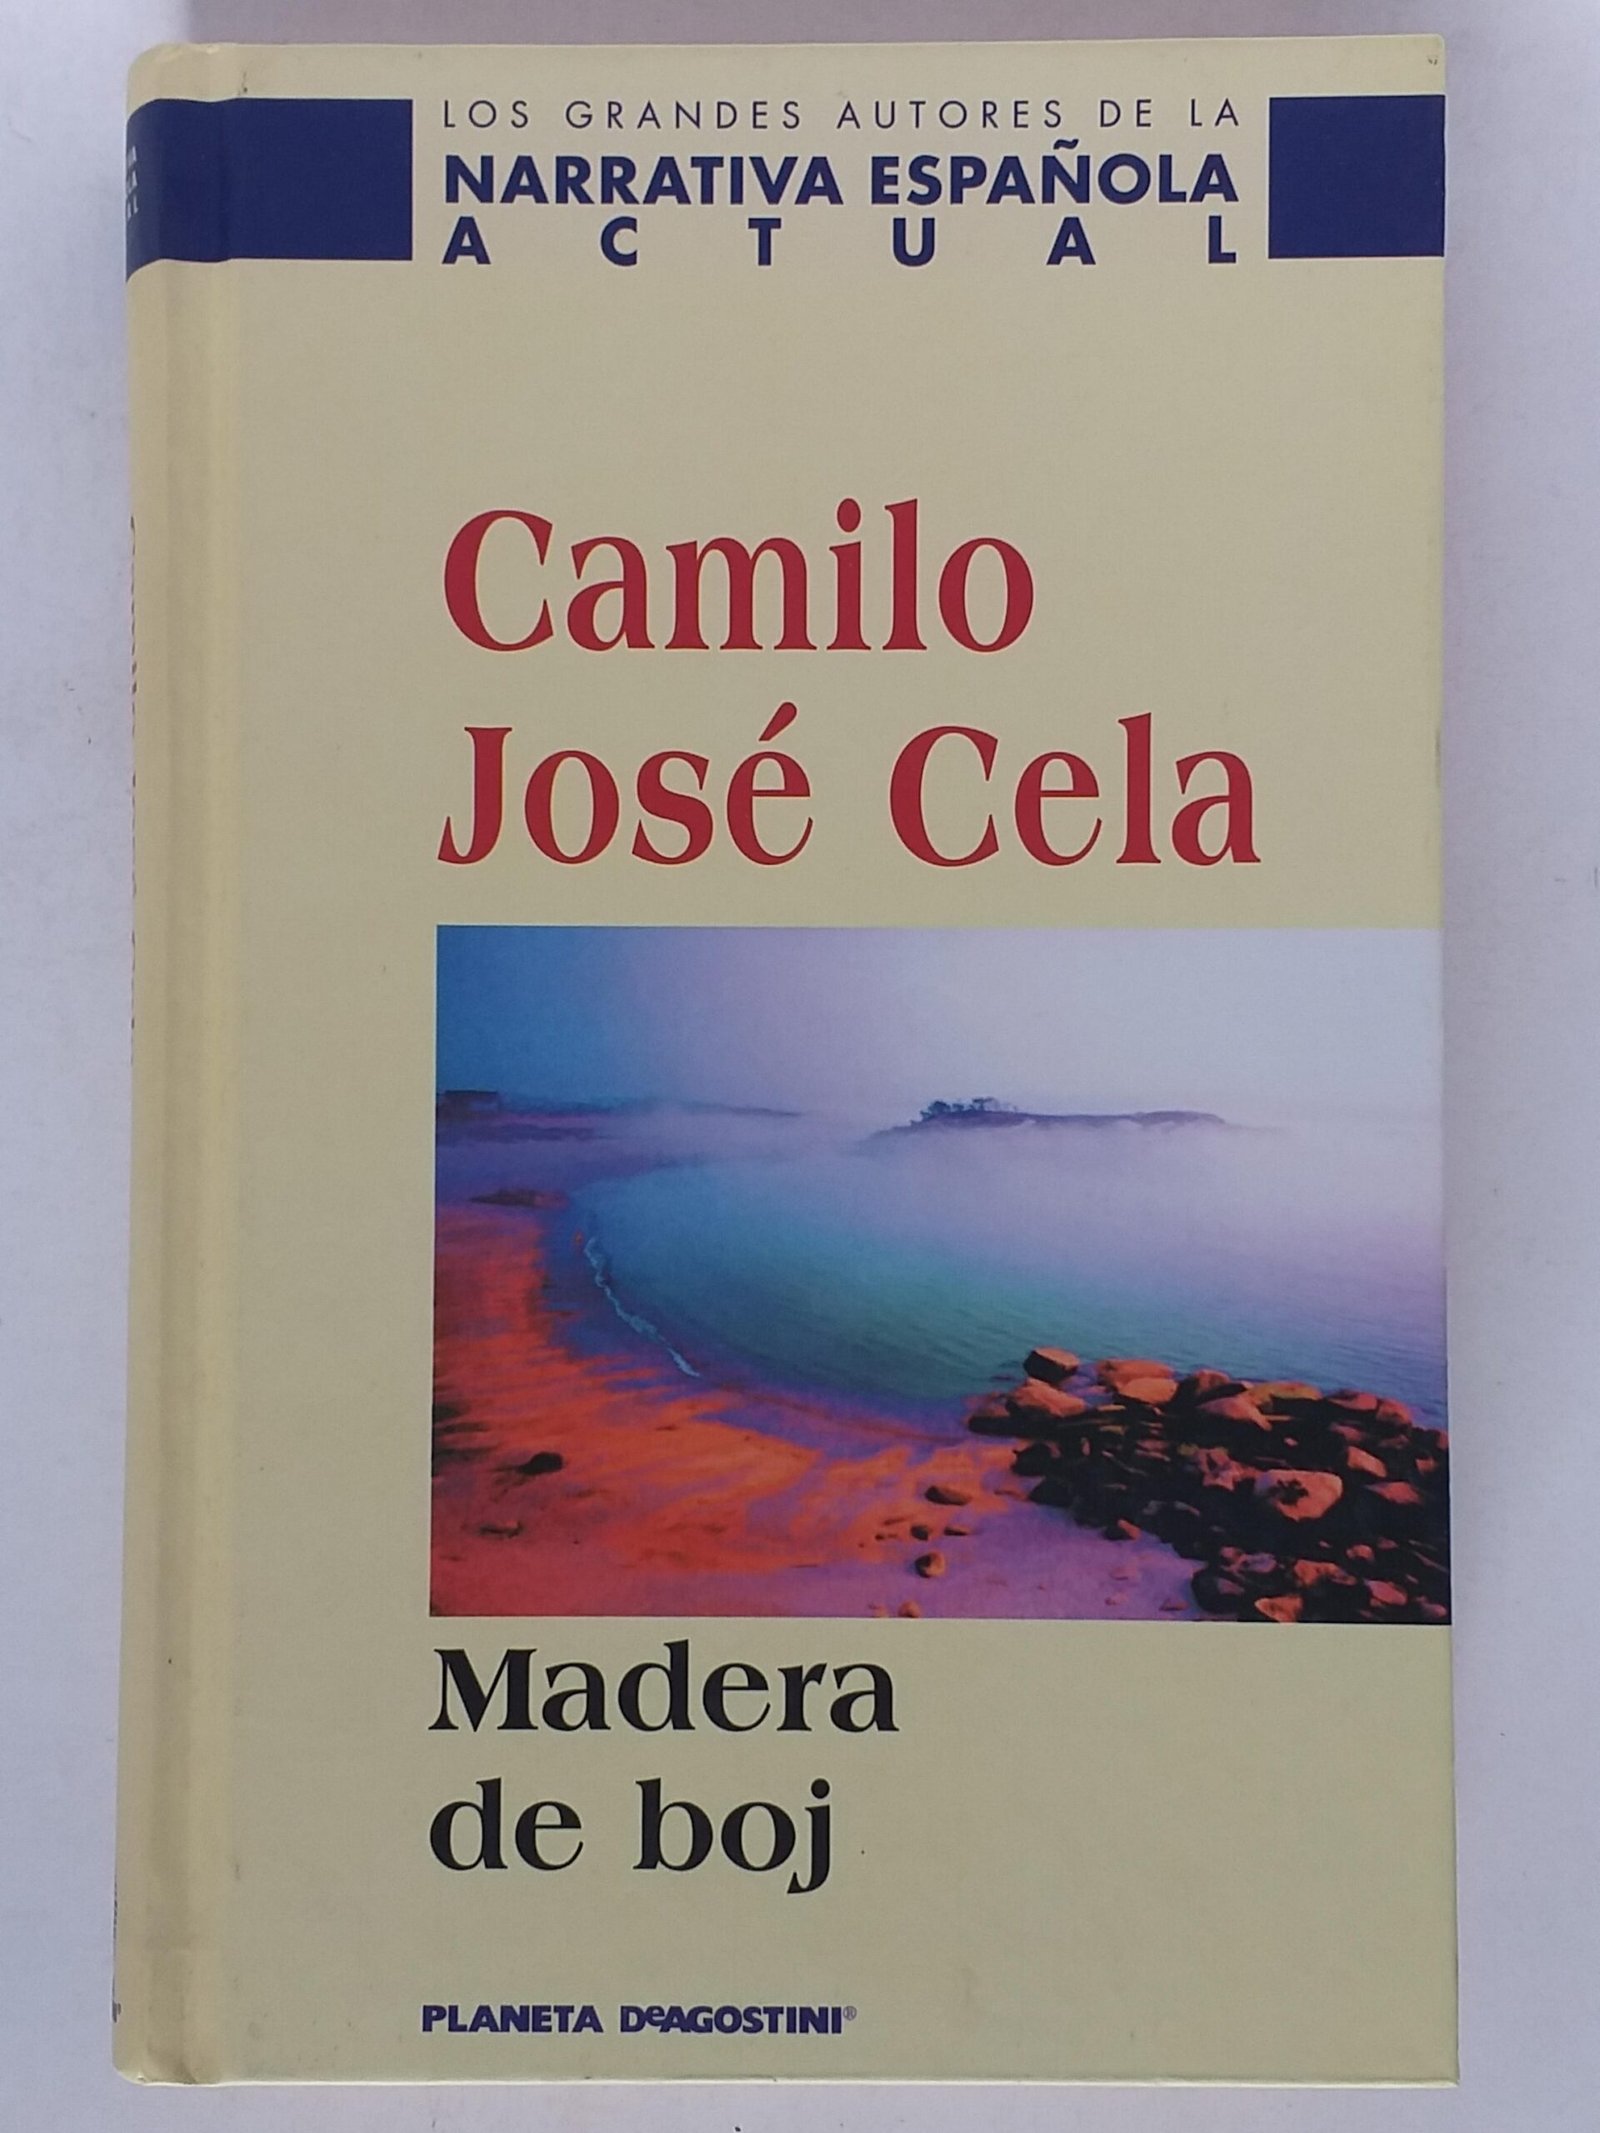 LOS GRANDES AUTORES DE LA
NARRATIVA ESPAÑOLA
ACTUAL
Camilo
José Cela
Madera
de boj
PLANETA DeAGOSTINI®